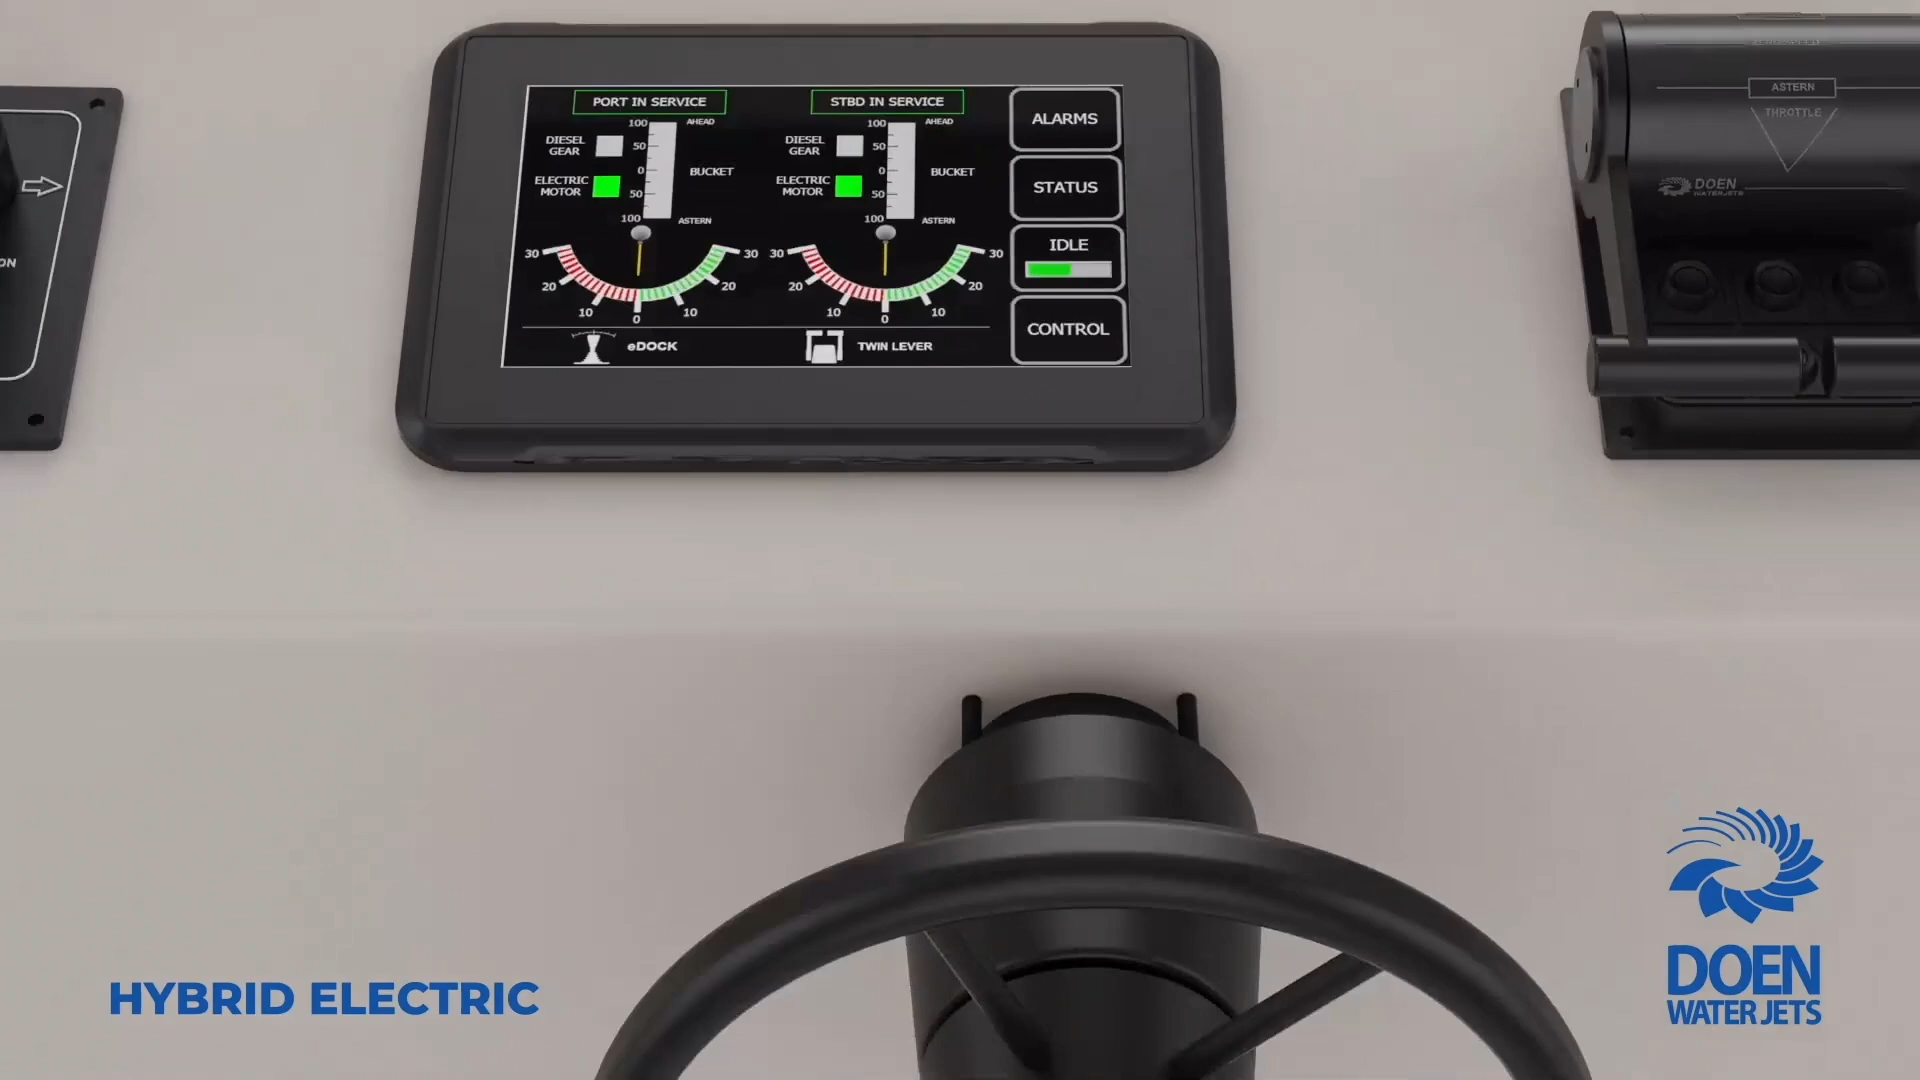 PORT IN SERVICE
DIESEL
GEAR
ELECTRIC
MOTOR
100
50
0
50
100
AHEAD
BUCKET
ASTERN
30
20
10
0
10
20
30
STBD IN SERVICE
DIESEL
GEAR
ELECTRIC
MOTOR
100
50
0
50
100
AHEAD
BUCKET
ASTERN
30
20
10
0
10
20
30
eDOCK
TWIN LEVER
ALARMS
STATUS
IDLE
CONTROL
ASTERN
THROTTLE
DOEN
WATERJETS
ON
HYBRID ELECTRIC
DOEN
WATER JETS